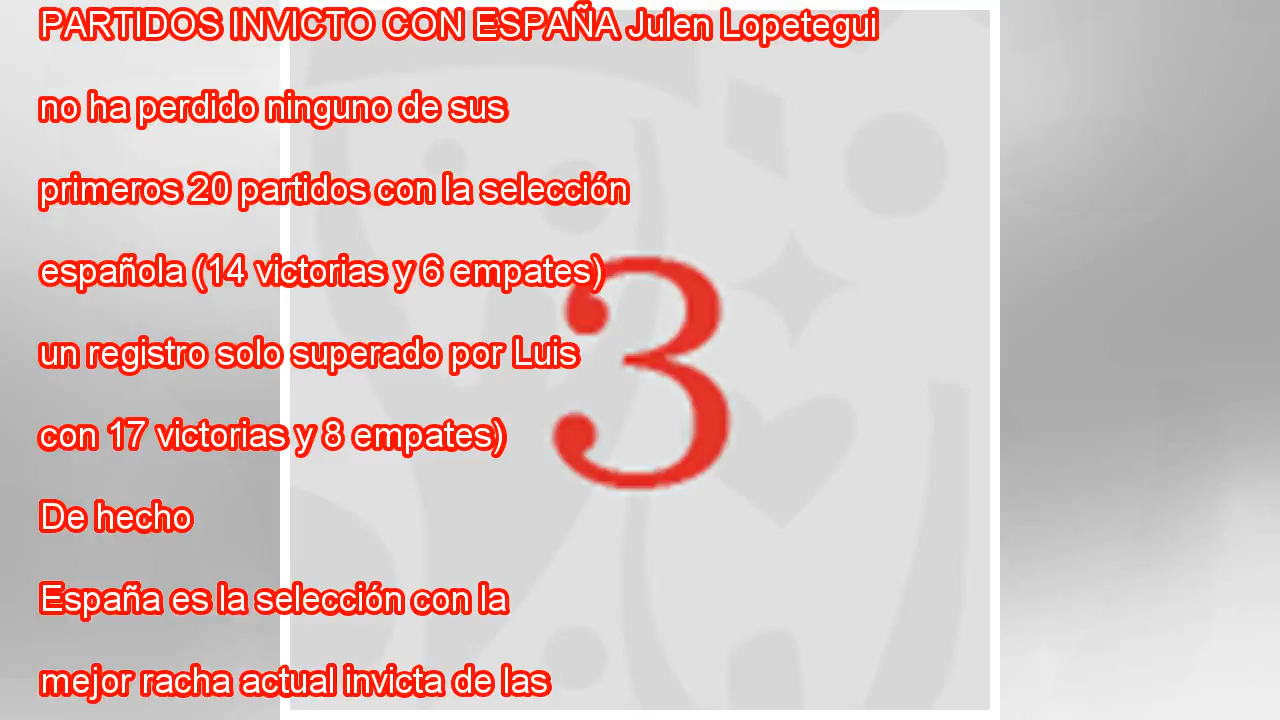 PARTIDOS INVICTO CON ESPAÑA Julen Lopetegui
no ha perdido ninguno de sus
primeros 20 partidos con la selección
española (14 victorias y 6 empates)
un registro solo superado por Luis
con 17 victorias y 8 empates)
De hecho
España es la selección con la
mejor racha actual invicta de las
3